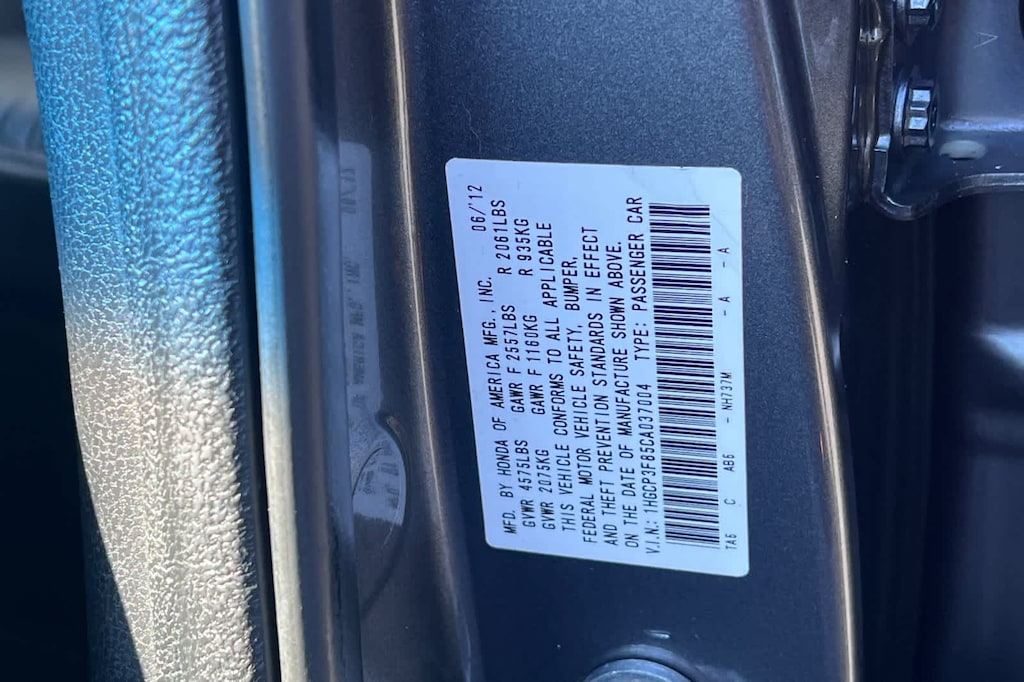 MFD. BY HONDA OF AMERICA MFG., INC. 06/'12
GVWR 4575LBS GAWR F 2557LBS R 2061LBS
GVWR 2075KG GAWR F 1160KG R 935KG
THIS VEHICLE CONFORMS TO ALL APPLICABLE
FEDERAL MOTOR VEHICLE SAFETY, BUMPER,
AND THEFT PREVENTION STANDARDS IN EFFECT
ON THE DATE OF MANUFACTURE SHOWN ABOVE.
V.I.N.: 1HGCP3F85CA037004 TYPE: PASSENGER CAR
TA6 C AB6 - NH737M - A - A
A